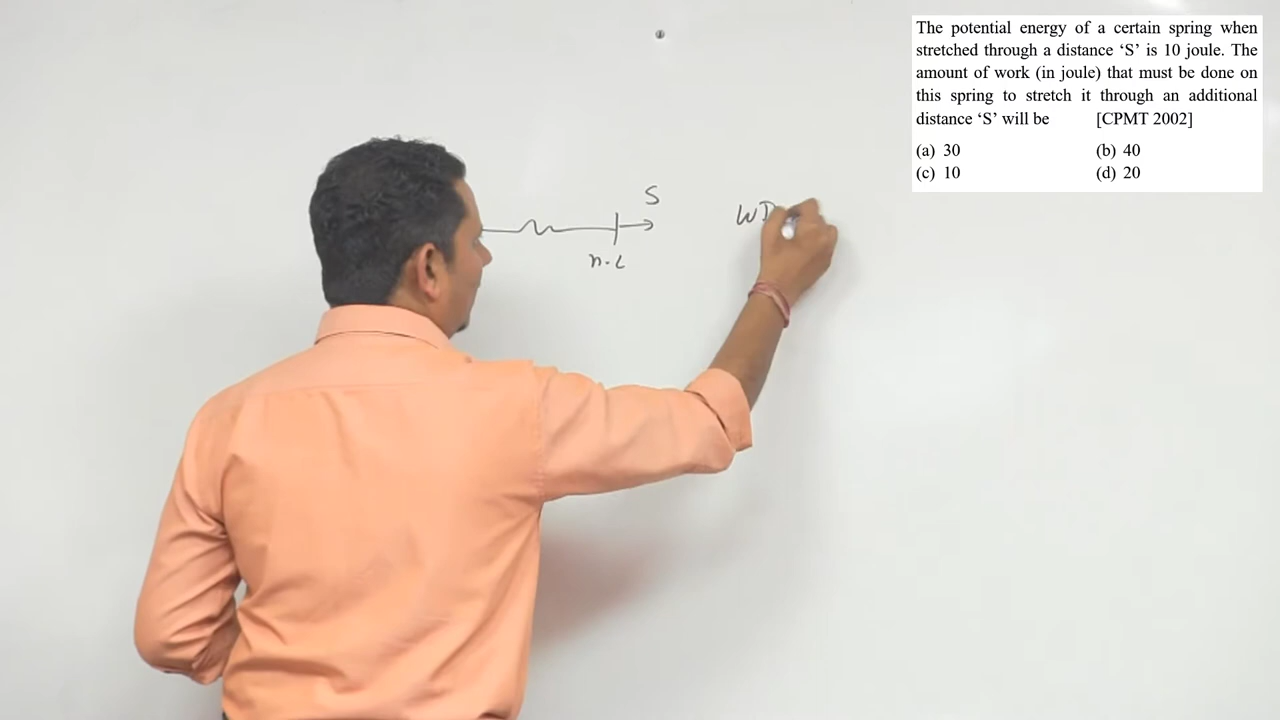 The potential energy of a certain spring when
stretched through a distance ‘S’ is 10 joule. The
amount of work (in joule) that must be done on
this spring to stretch it through an additional
distance ‘S’ will be [CPMT 2002]
(a) 30 (b) 40
(c) 10 (d) 20
S
n.L
WD